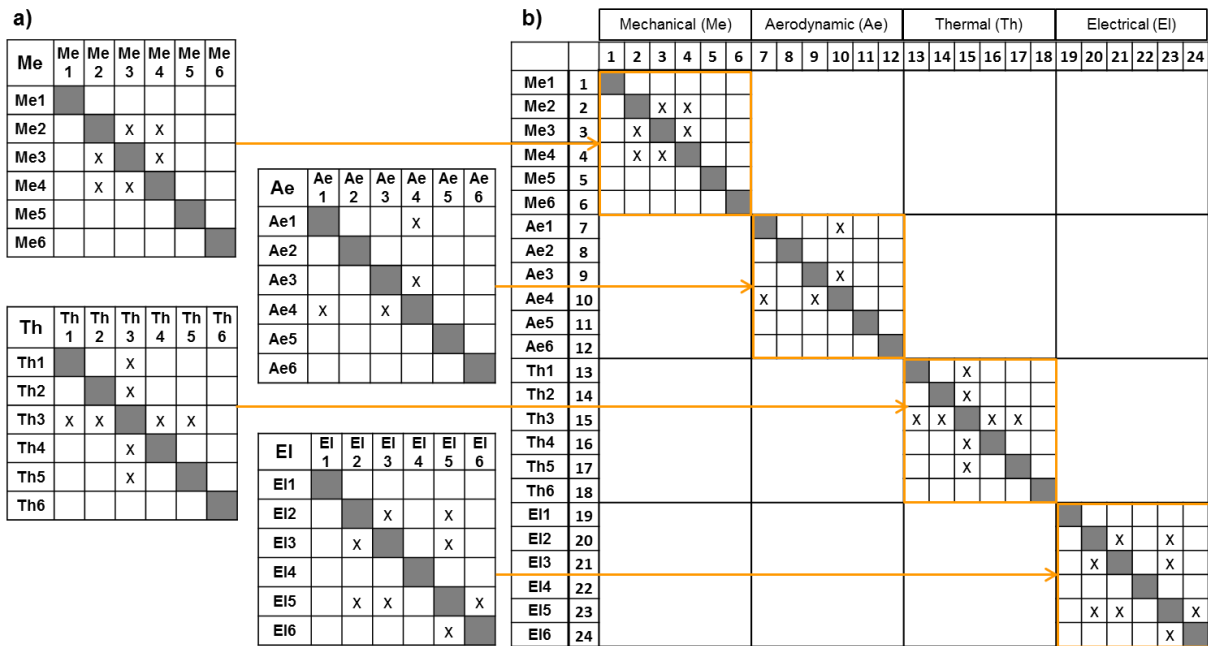 a)
Me Me 1 Me 2 Me 3 Me 4 Me 5 Me 6
Me1
Me2 x x
Me3 x x
Me4 x x
Me5
Me6
Ae Ae 1 Ae 2 Ae 3 Ae 4 Ae 5 Ae 6
Ae1 x
Ae2
Ae3 x
Ae4 x x
Ae5
Ae6
Th Th 1 Th 2 Th 3 Th 4 Th 5 Th 6
Th1 x
Th2 x
Th3 x x x x
Th4 x
Th5 x
Th6
El El 1 El 2 El 3 El 4 El 5 El 6
El1
El2 x x
El3 x x
El4
El5 x x x
El6 x
b)
Mechanical (Me) Aerodynamic (Ae) Thermal (Th) Electrical (El)
1 2 3 4 5 6 7 8 9 10 11 12 13 14 15 16 17 18 19 20 21 22 23 24
Me1 1
Me2 2 x x
Me3 3 x x
Me4 4 x x
Me5 5
Me6 6
Ae1 7 x
Ae2 8
Ae3 9 x
Ae4 10 x x
Ae5 11
Ae6 12
Th1 13 x
Th2 14 x
Th3 15 x x x x
Th4 16 x
Th5 17 x
Th6 18
El1 19
El2 20 x x
El3 21 x x
El4 22
El5 23 x x x
El6 24 x